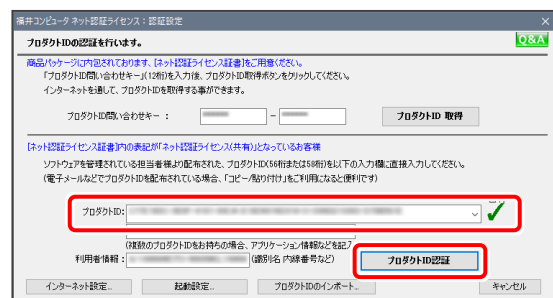 福井コンピュータ ネット認証ライセンス：認証設定
プロダクトIDの認証を行います。
Q&A
商品パッケージに内包されております、[ネット認証ライセンス証書]をご用意ください。
「プロダクトID問い合わせキー」(12桁)を入力後、プロダクトID取得ボタンをクリックしてください。
インターネットを通して、プロダクトIDを取得する事ができます。
プロダクトID問い合わせキー ：
－
プロダクトID 取得
[ネット認証ライセンス証書]内の表記が「ネット認証ライセンス(共有)」となっているお客様
ソフトウェアを管理されている担当者様より配布された、プロダクトID(56桁または58桁)を以下の入力欄に直接入力してください。
(電子メールなどでプロダクトIDを配布されている場合、「コピー/貼り付け」をご利用になると便利です)
プロダクトID:
(複数のプロダクトIDをお持ちの場合、アプリケーション情報などを記
利用者情報：
(識別名 内線番号など)
プロダクトID認証
インターネット設定...
起動設定...
プロダクトIDのインポート...
キャンセル